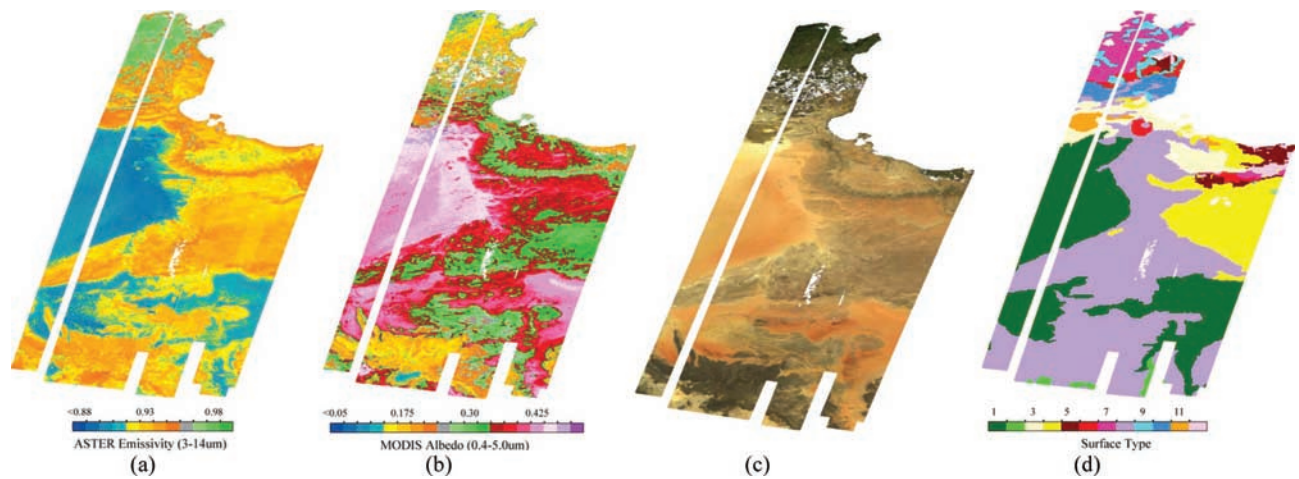 <0.88 0.93 0.98
ASTER Emissivity (3-14um)
(a)
<0.05 0.175 0.30 0.425
MODIS Albedo (0.4-5.0um)
(b)
(c)
1 3 5 7 9 11
Surface Type
(d)